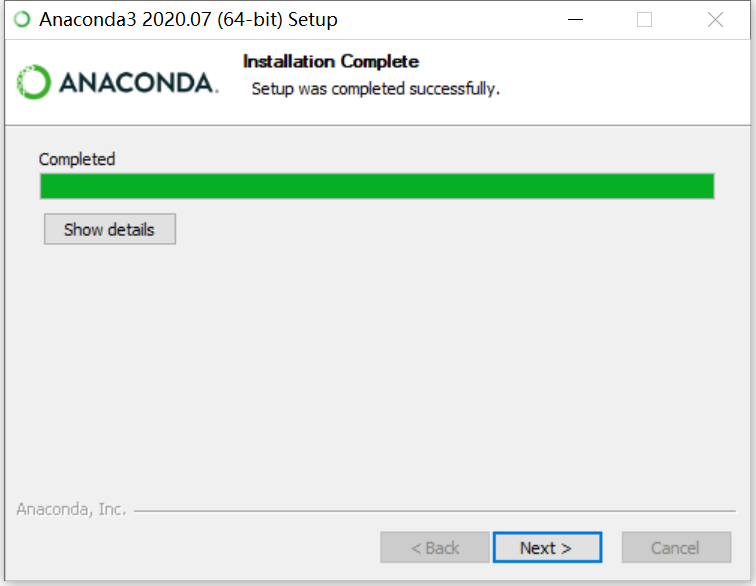 Anaconda3 2020.07 (64-bit) Setup
ANACONDA.
Installation Complete
Setup was completed successfully.
Completed
Show details
Anaconda, Inc.
< Back
Next >
Cancel